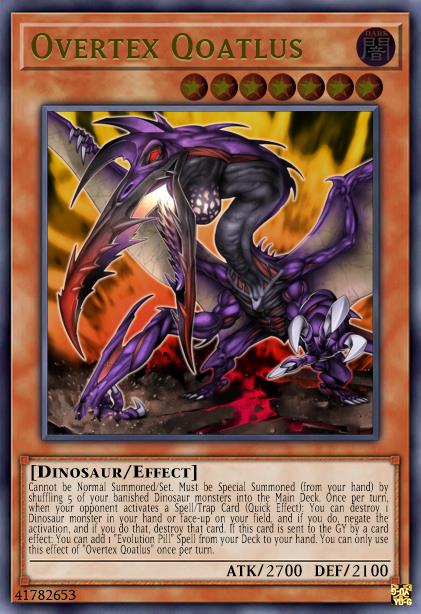 OVERTEX QOATLUS
DARK
闇
[DINOSAUR/EFFECT]
Cannot be Normal Summoned/Set. Must be Special Summoned (from your hand) by
shuffling 5 of your banished Dinosaur monsters into the Main Deck. Once per turn,
when your opponent activates a Spell/Trap Card (Quick Effect): You can destroy 1
Dinosaur monster in your hand or face-up on your field, and if you do, negate the
activation, and if you do, destroy that card. If this card is sent to the GY by a card
effect: You can add 1 "Evolution Pill" Spell from your Deck to your hand. You can only use
this effect of "Overtex Qoatlus" once per turn.
ATK/2700 DEF/2100
41782653